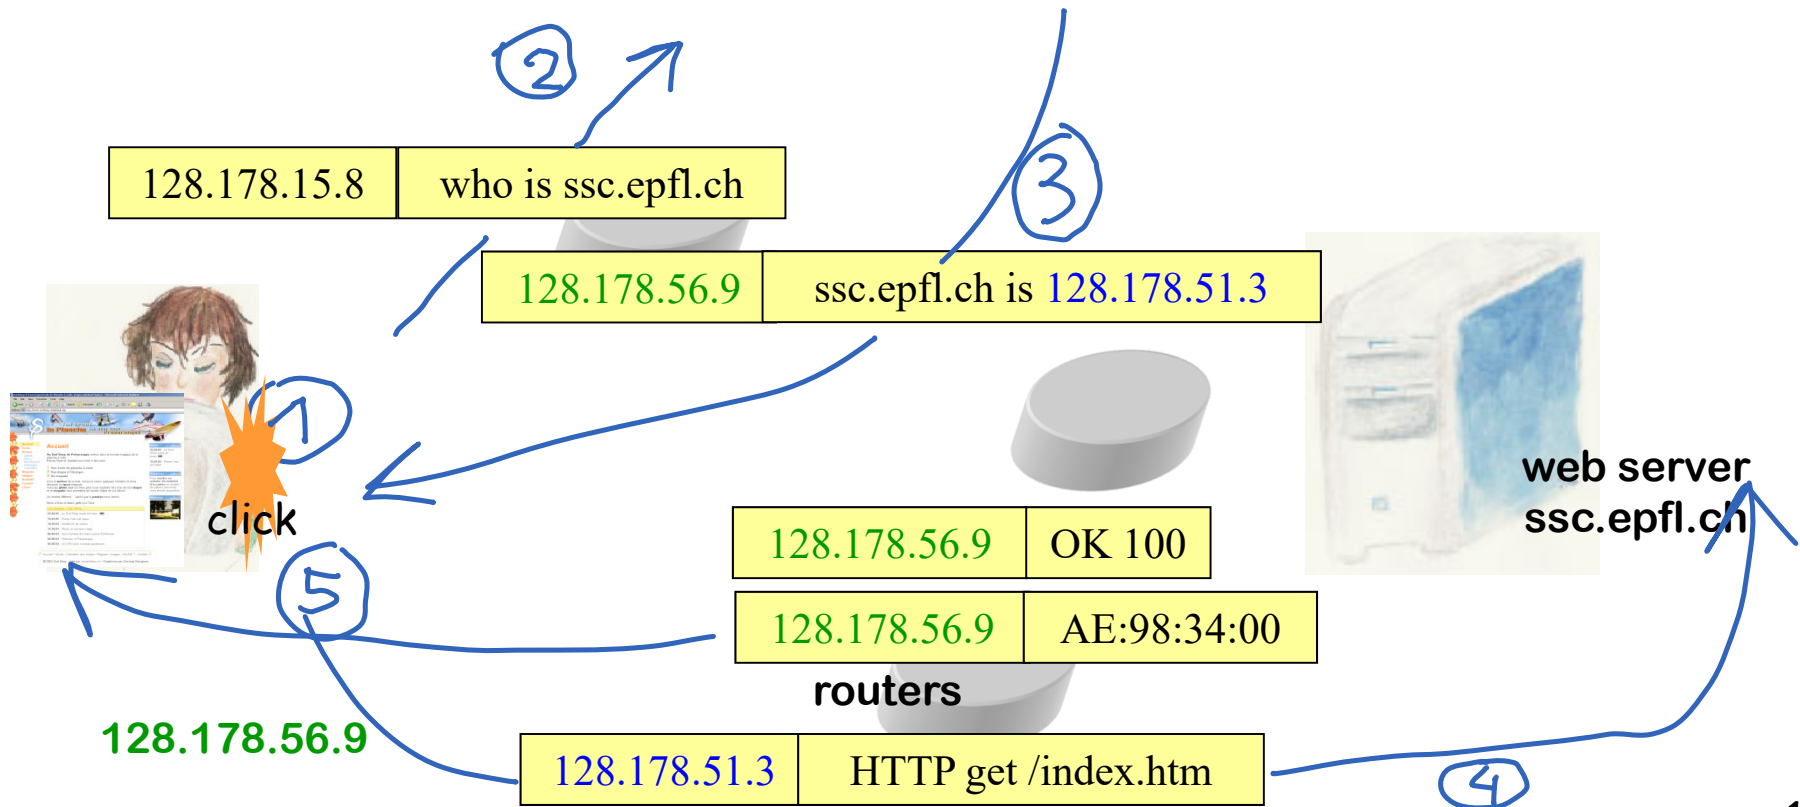 2
128.178.15.8 who is ssc.epfl.ch
3
128.178.56.9 ssc.epfl.ch is 128.178.51.3
1
Accueil
click
web server
ssc.epfl.ch
128.178.56.9 OK 100
5
128.178.56.9 AE:98:34:00
routers
128.178.56.9
128.178.51.3 HTTP get /index.htm
4